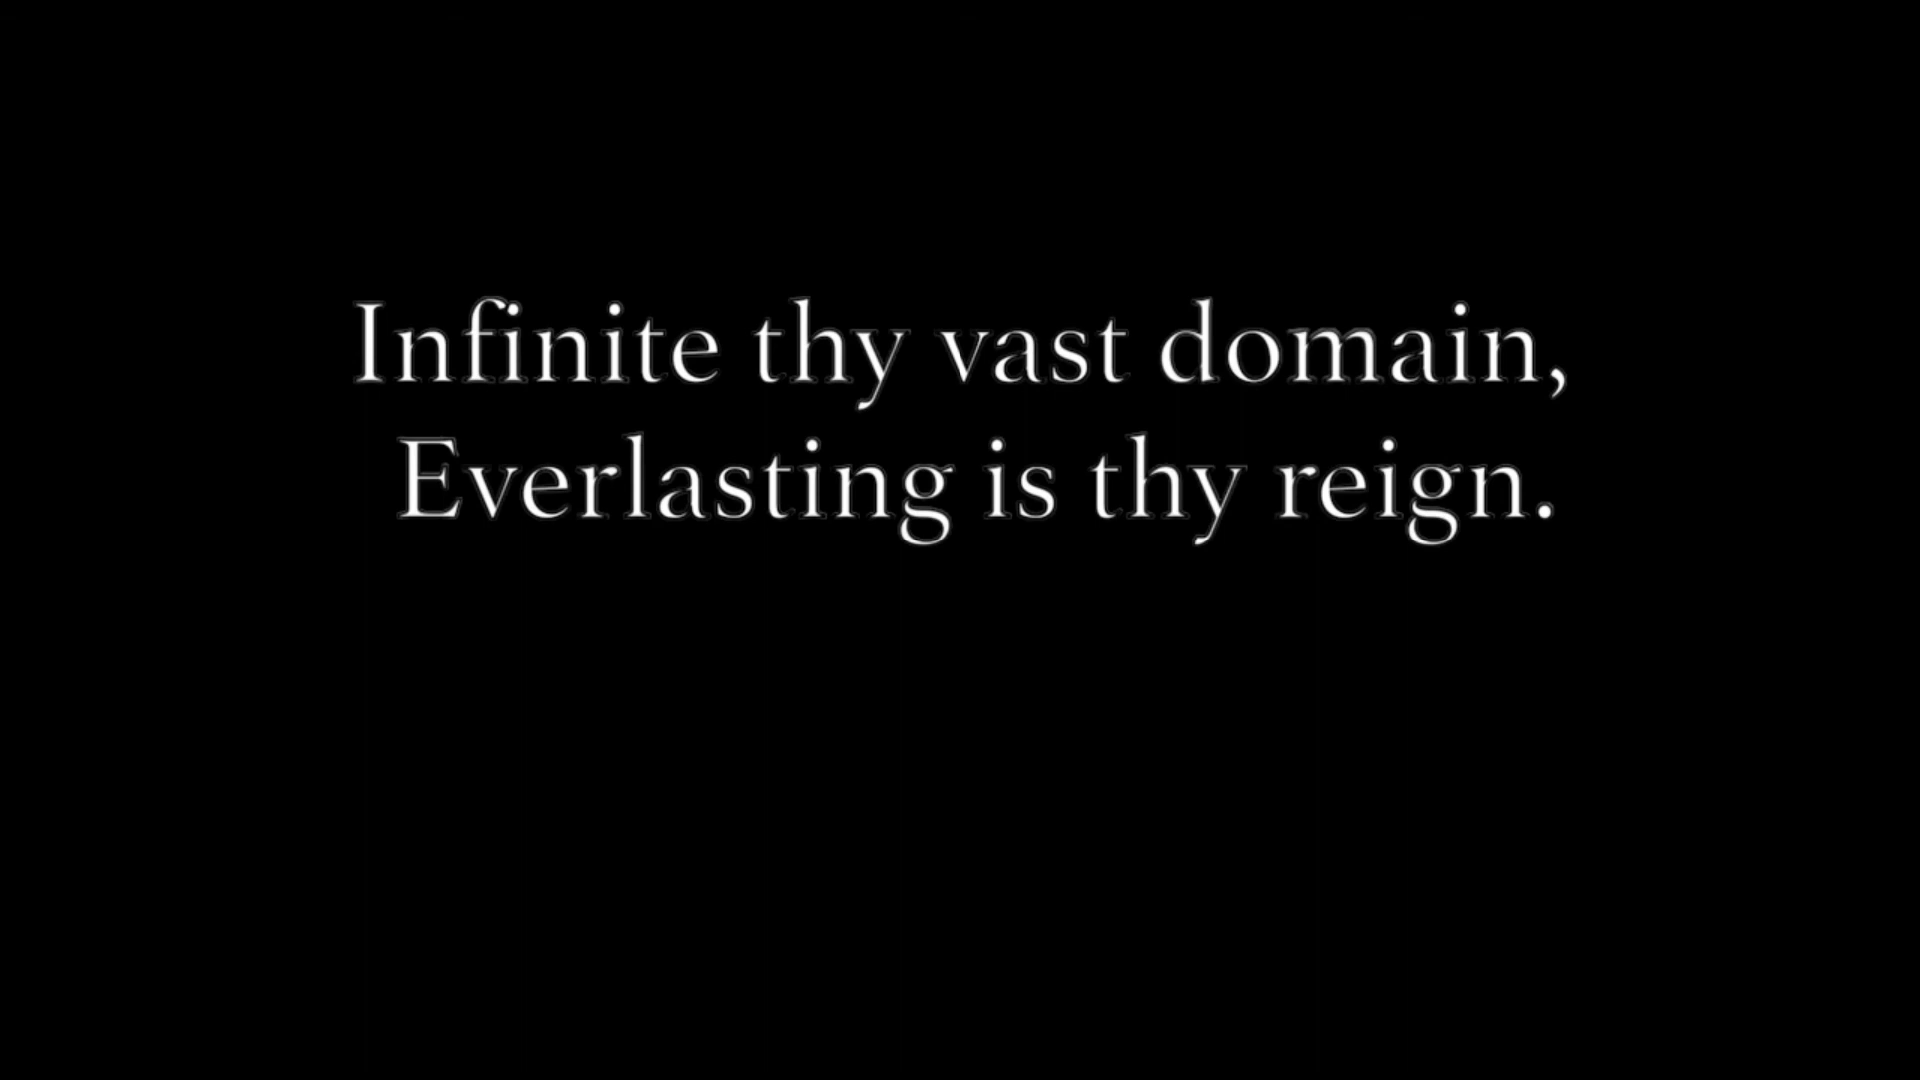 Infinite thy vast domain,
Everlasting is thy reign.